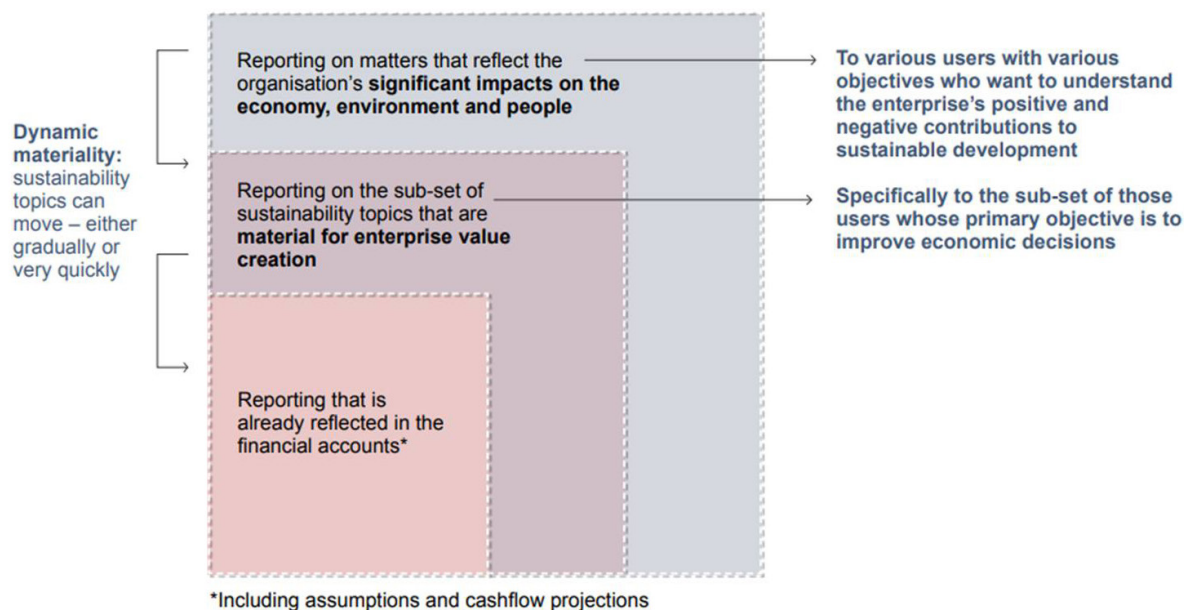 Reporting on matters that reflect the
organisation's significant impacts on the
economy, environment and people
To various users with various
objectives who want to understand
the enterprise's positive and
negative contributions to
sustainable development
Dynamic
materiality:
sustainability
topics can
move – either
gradually or
very quickly
Reporting on the sub-set of
sustainability topics that are
material for enterprise value
creation
Specifically to the sub-set of those
users whose primary objective is to
improve economic decisions
Reporting that is
already reflected in the
financial accounts*
*Including assumptions and cashflow projections